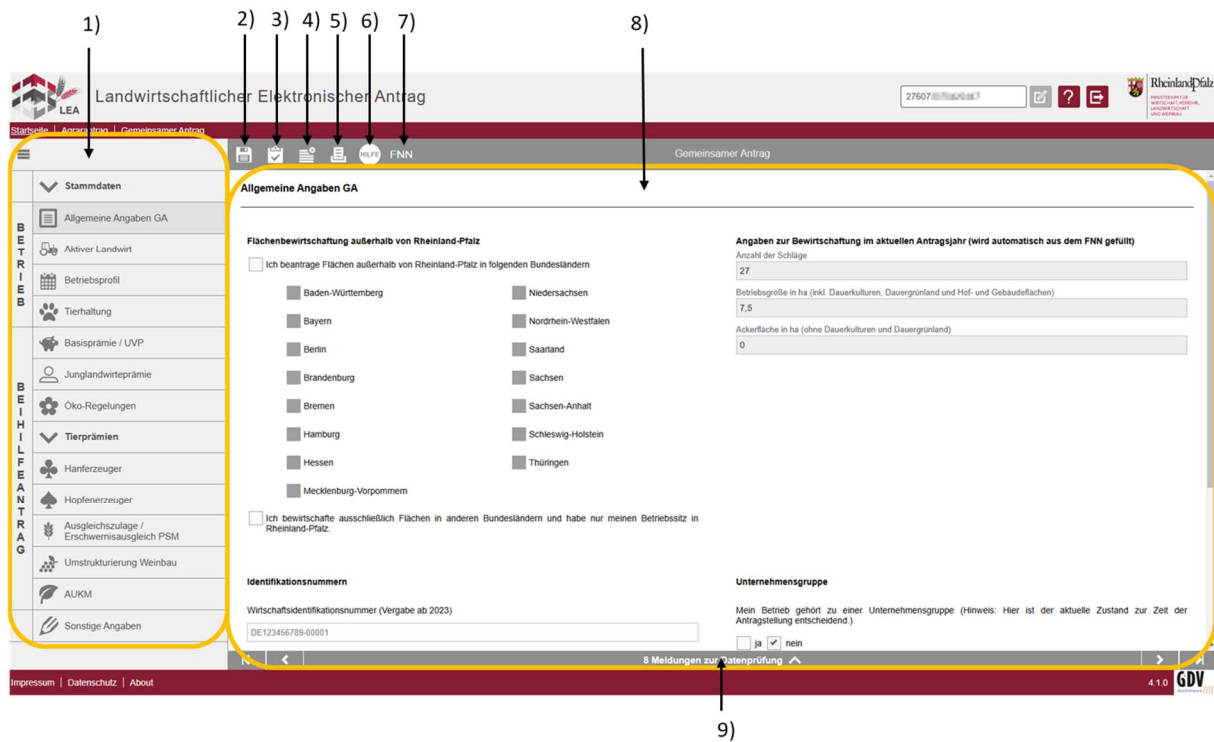 1)
2)
3)
4)
5)
6)
7)
8)
LEA
Landwirtschaftlicher Elektronischer Antrag
27607
?
RheinlandPfalz
MINISTERIUM FÜR
WIRTSCHAFT, VERKEHR,
LANDWIRTSCHAFT
UND WEINBAU
Startseite | Agrarantrag | Gemeinsamer Antrag
HILFE
FNN
Gemeinsamer Antrag
BETRIEB
Stammdaten
Allgemeine Angaben GA
Aktiver Landwirt
Betriebsprofil
Tierhaltung
BEIHILFEANTRAG
Basisprämie / UVP
Junglandwirteprämie
Öko-Regelungen
Tierprämien
Hanferzeuger
Hopfenerzeuger
Ausgleichszulage /
Erschwernisausgleich PSM
Umstrukturierung Weinbau
AUKM
Sonstige Angaben
Allgemeine Angaben GA
Flächenbewirtschaftung außerhalb von Rheinland-Pfalz
Ich beantrage Flächen außerhalb von Rheinland-Pfalz in folgenden Bundesländern
Baden-Württemberg
Niedersachsen
Bayern
Nordrhein-Westfalen
Berlin
Saarland
Brandenburg
Sachsen
Bremen
Sachsen-Anhalt
Hamburg
Schleswig-Holstein
Hessen
Thüringen
Mecklenburg-Vorpommern
Ich bewirtschafte ausschließlich Flächen in anderen Bundesländern und habe nur meinen Betriebssitz in
Rheinland-Pfalz.
Angaben zur Bewirtschaftung im aktuellen Antragsjahr (wird automatisch aus dem FNN gefüllt)
Anzahl der Schläge
27
Betriebsgröße in ha (inkl. Dauerkulturen, Dauergrünland und Hof- und Gebäudeflächen)
7,5
Ackerfläche in ha (ohne Dauerkulturen und Dauergrünland)
0
Identifikationsnummern
Wirtschaftsidentifikationsnummer (Vergabe ab 2023)
DE123456789-00001
Unternehmensgruppe
Mein Betrieb gehört zu einer Unternehmensgruppe (Hinweis: Hier ist der aktuelle Zustand zur Zeit der
Antragstellung entscheidend.)
ja
nein
8 Meldungen zur Datenprüfung
Impressum | Datenschutz | About
4.1.0
GDV
9)